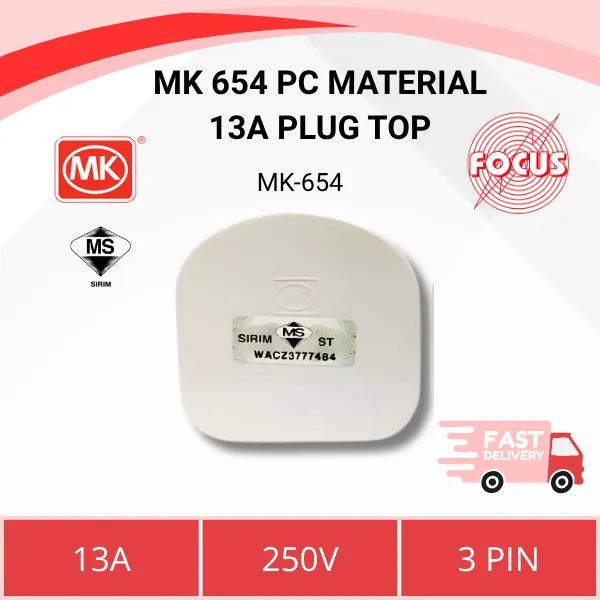 MK 654 PC MATERIAL
13A PLUG TOP
MK
®
FOCUS
MK-654
MS
SIRIM
MK
SIRIM MS ST
WACZ3777484
FAST
DELIVERY
13A
250V
3 PIN